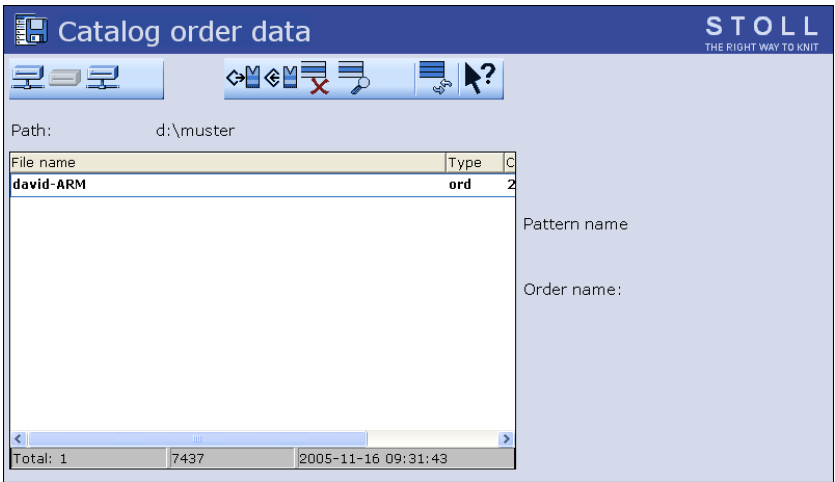 Catalog order data
STOLL
THE RIGHT WAY TO KNIT
?
Path: d:\muster
File name Type C
david-ARM ord 2
Pattern name
Order name:
Total: 1 7437 2005-11-16 09:31:43